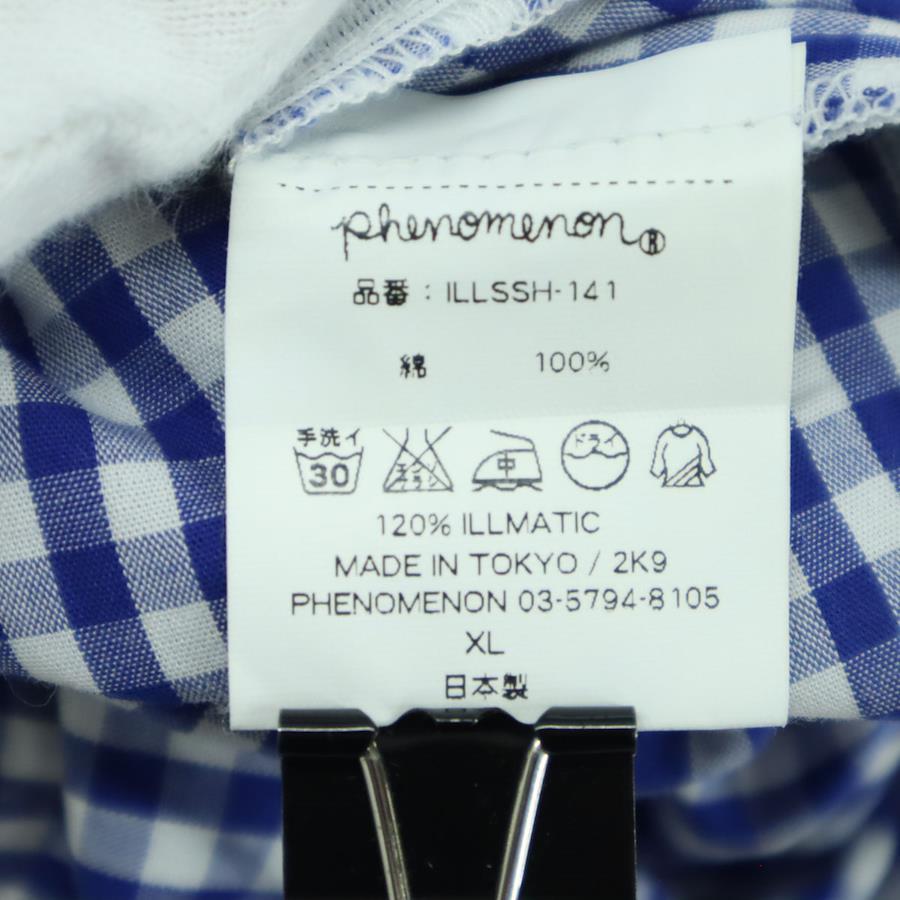 phenomenon®
品番：ILLSSH-141
綿 100%
手洗イ
30
中
ドライ
120% ILLMATIC
MADE IN TOKYO / 2K9
PHENOMENON 03-5794-8105
XL
日本製